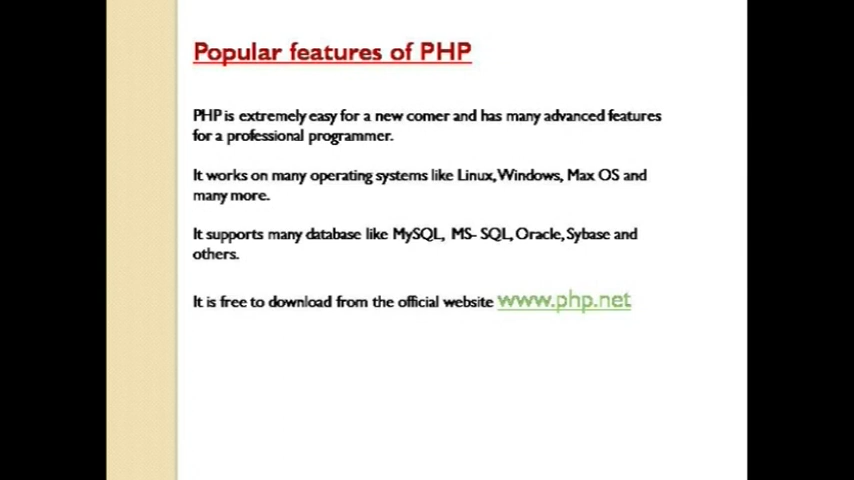 Popular features of PHP
PHP is extremely easy for a new comer and has many advanced features
for a professional programmer.
It works on many operating systems like Linux, Windows, Max OS and
many more.
It supports many database like MySQL, MS- SQL, Oracle, Sybase and
others.
It is free to download from the official website www.php.net